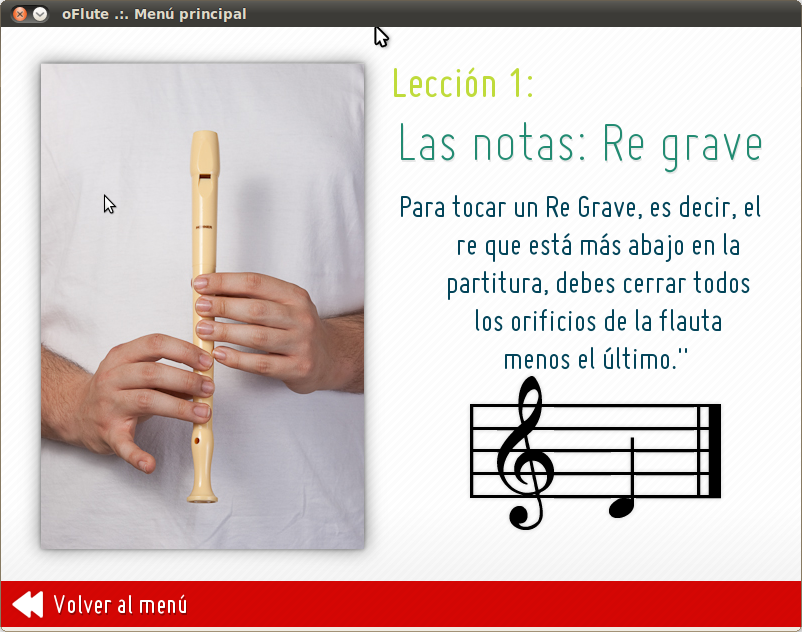 oFlute .:. Menú principal
Lección 1:
Las notas: Re grave
Para tocar un Re Grave, es decir, el
re que está más abajo en la
partitura, debes cerrar todos
los orificios de la flauta
menos el último."
Volver al menú